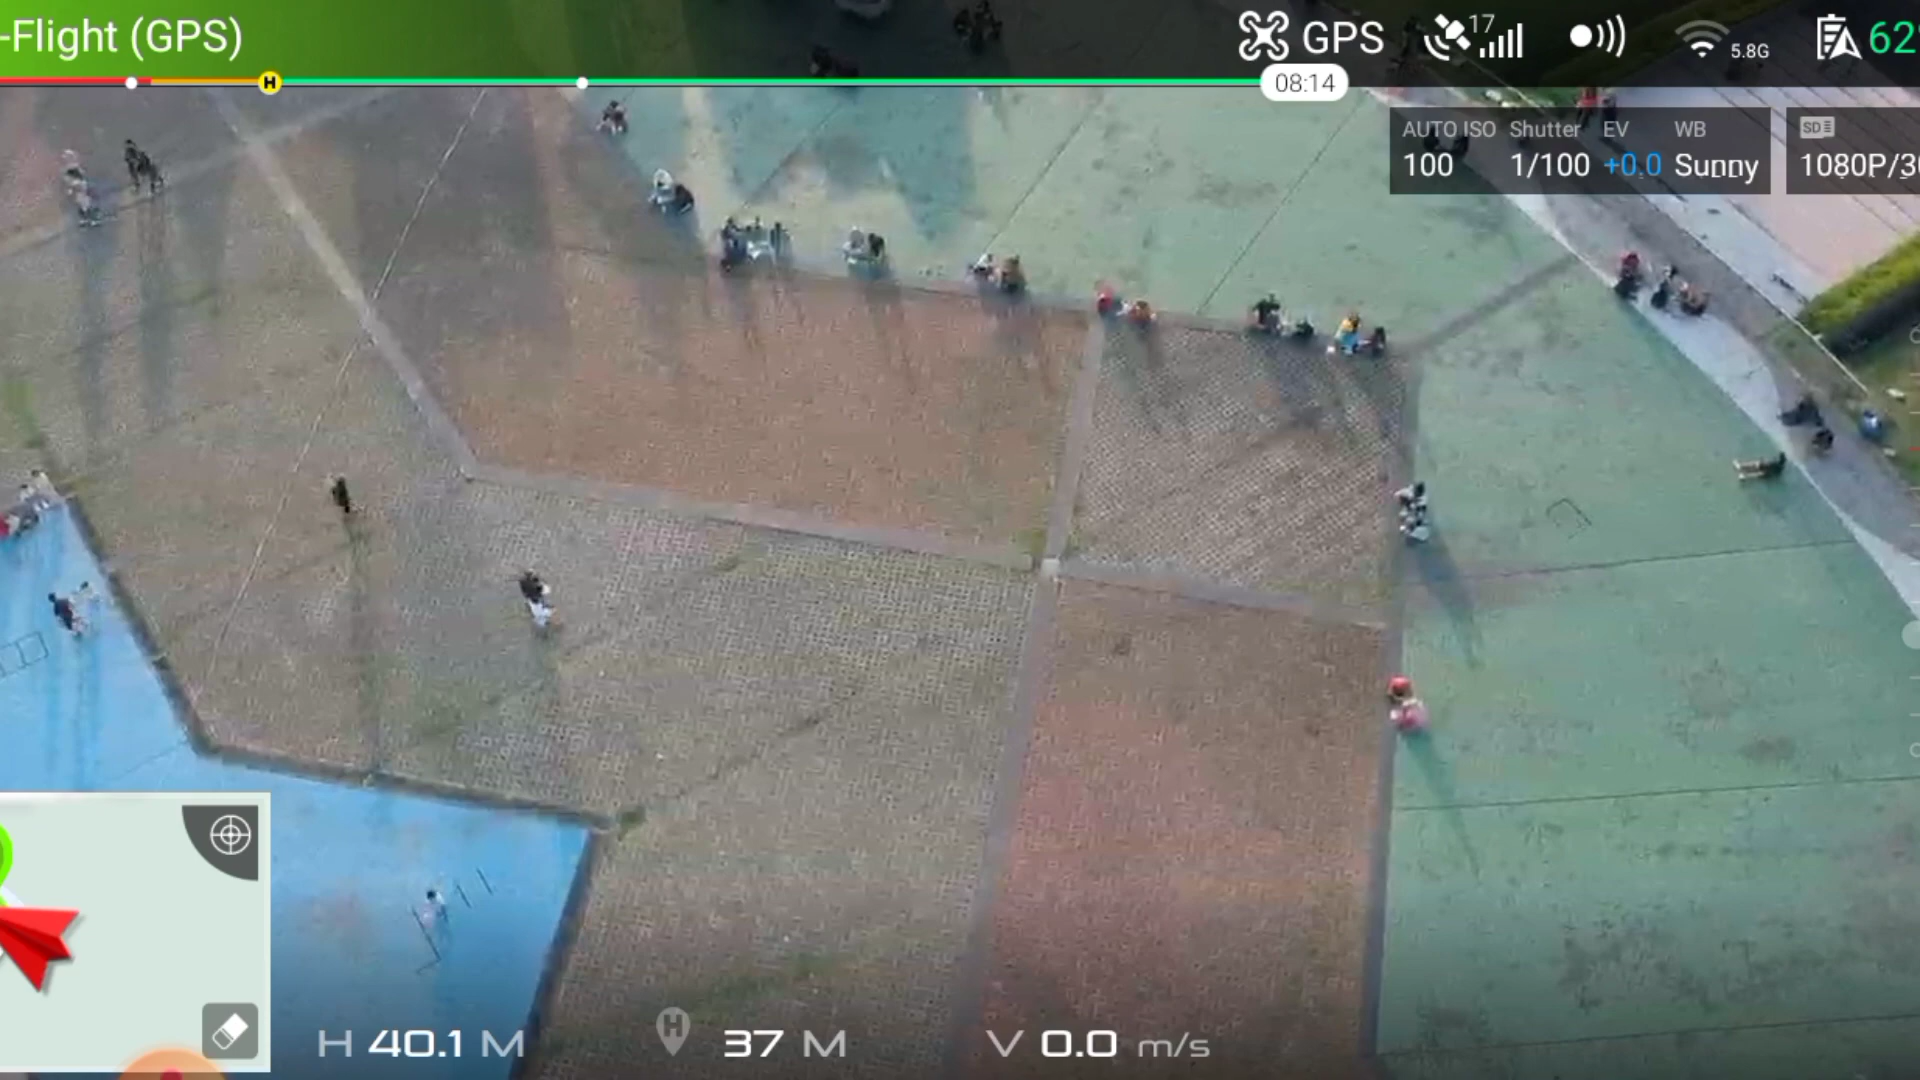 -Flight (GPS)
GPS
17
5.8G
62
H
08:14
AUTO ISO Shutter EV WB
100 1/100 +0.0 Sunny
SD
1080P/30
H 40.1 M
H 37 M
V 0.0 m/s